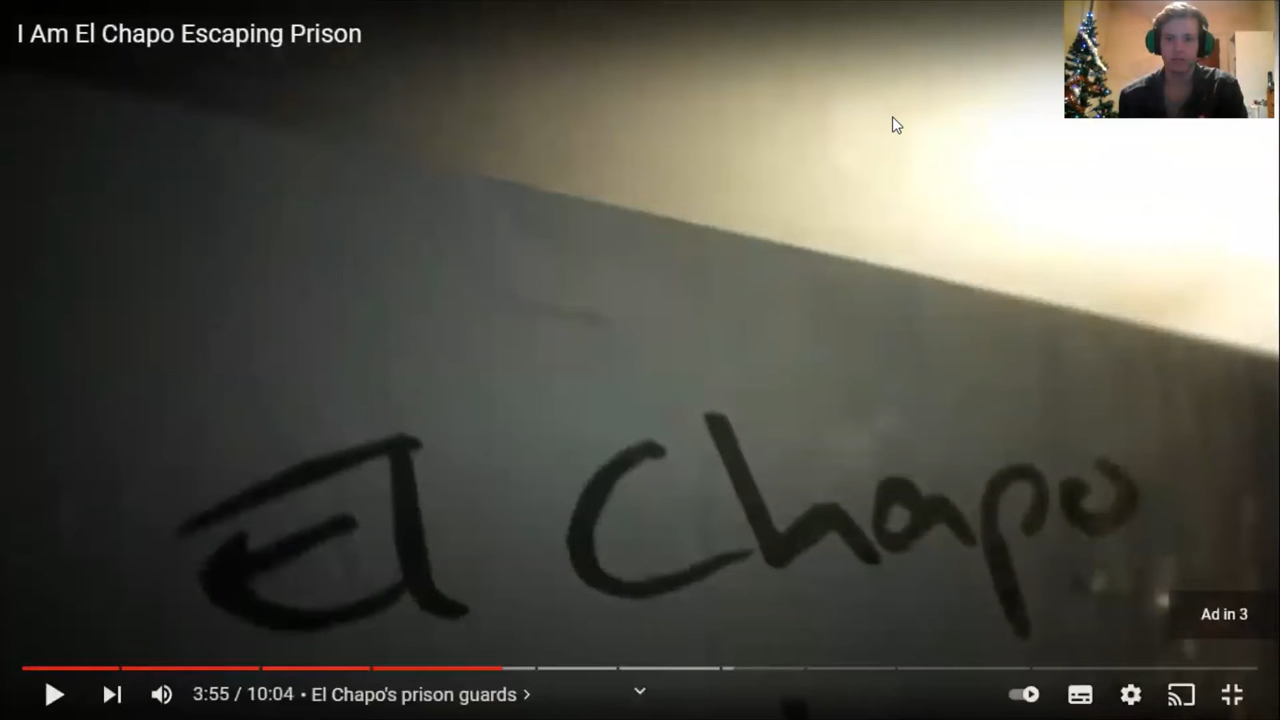 I Am El Chapo Escaping Prison
El Chapo
Ad in 3
3:55 / 10:04 • El Chapo's prison guards ›